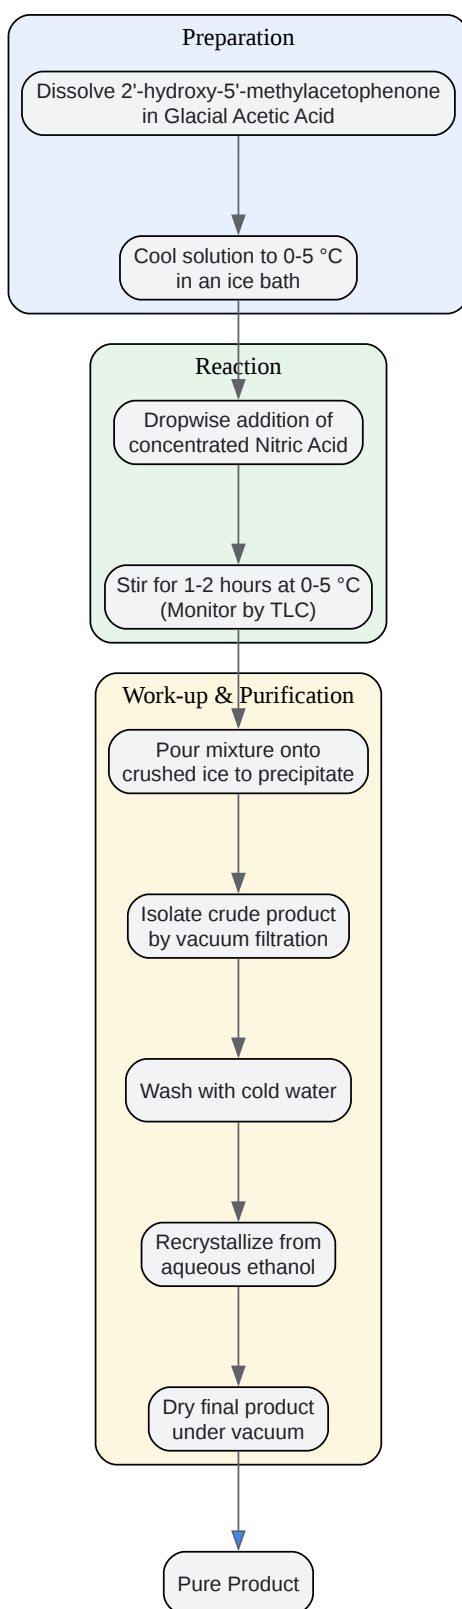 Preparation
Dissolve 2'-hydroxy-5'-methylacetophenone
in Glacial Acetic Acid
Cool solution to 0-5 °C
in an ice bath
Reaction
Dropwise addition of
concentrated Nitric Acid
Stir for 1-2 hours at 0-5 °C
(Monitor by TLC)
Work-up & Purification
Pour mixture onto
crushed ice to precipitate
Isolate crude product
by vacuum filtration
Wash with cold water
Recrystallize from
aqueous ethanol
Dry final product
under vacuum
Pure Product